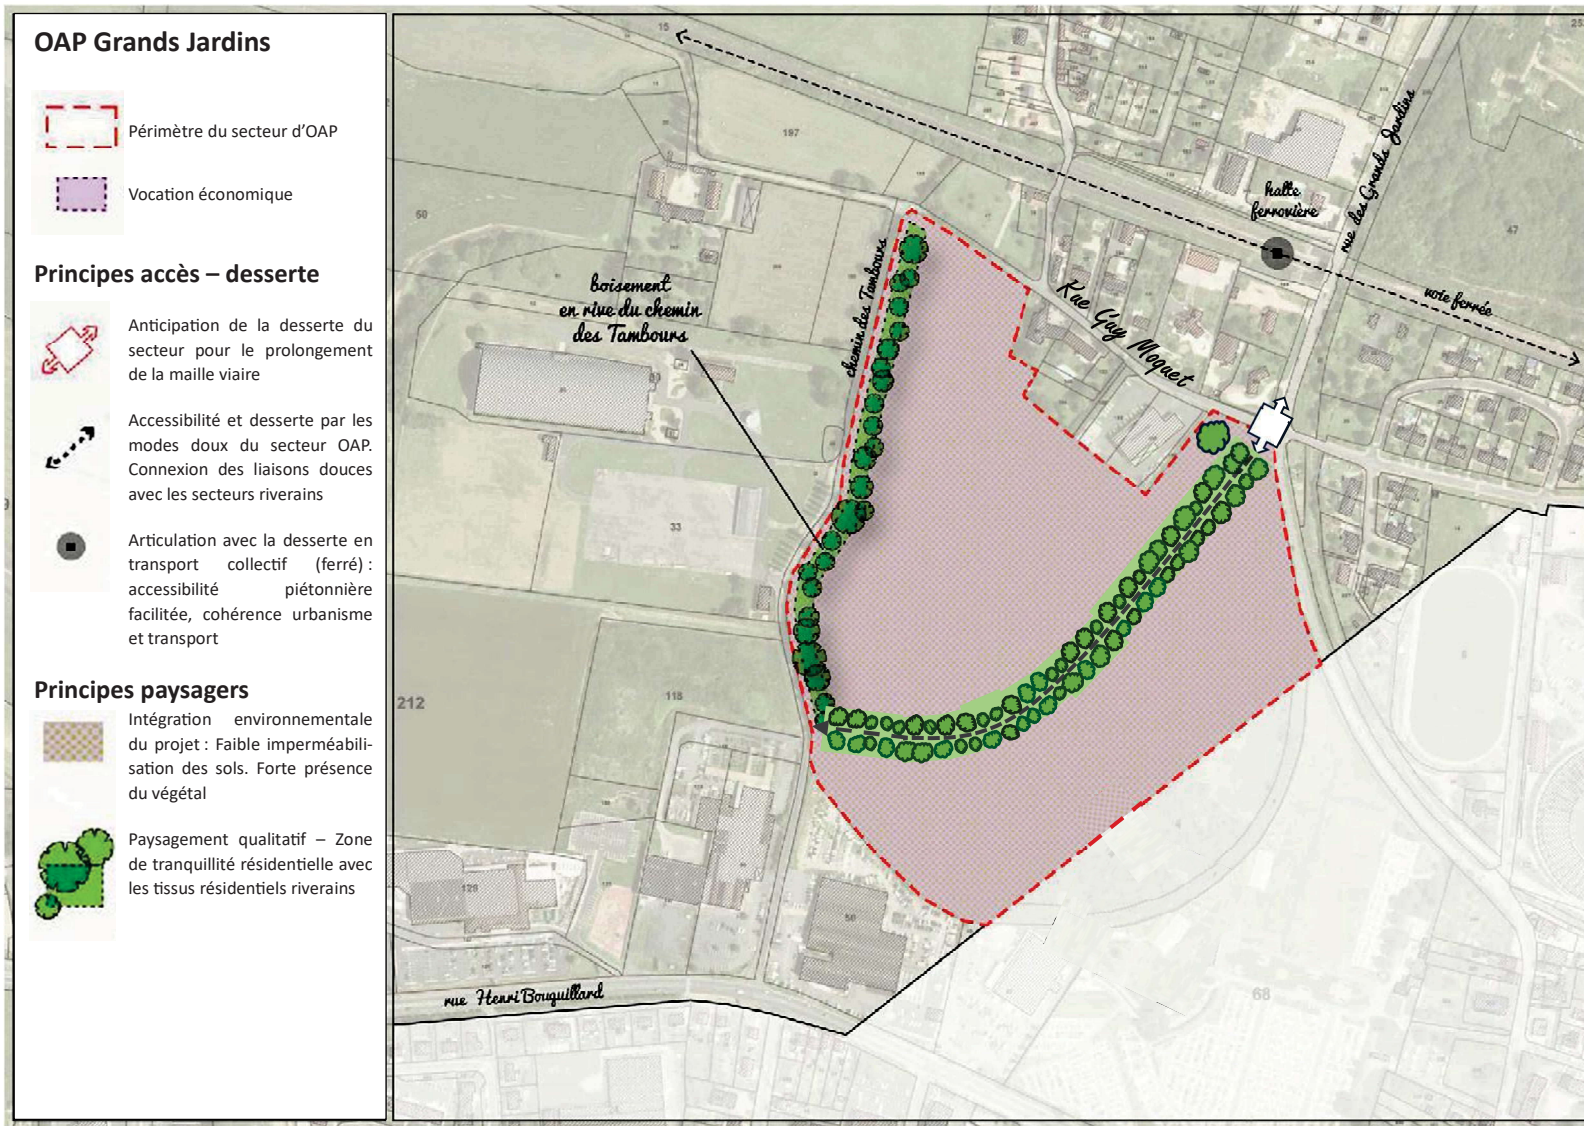 OAP Grands Jardins
Périmètre du secteur d'OAP
Vocation économique
Principes accès – desserte
Anticipation de la desserte du
secteur pour le prolongement
de la maille viaire
Accessibilité et desserte par les
modes doux du secteur OAP.
Connexion des liaisons douces
avec les secteurs riverains
Articulation avec la desserte en
transport collectif (ferré) :
accessibilité piétonnière
facilitée, cohérence urbanisme
et transport
Principes paysagers
Intégration environnementale
du projet : Faible imperméabili-
sation des sols. Forte présence
du végétal
Paysagement qualitatif – Zone
de tranquillité résidentielle avec
les tissus résidentiels riverains
15
197
60
47
halte
ferrovière
rue des Grands Jardins
voie ferrée
Rue Guy Moquet
chemin des Tambours
boisement
en rive du chemin
des Tambours
33
118
212
129
50
68
rue Henri Bouquillard